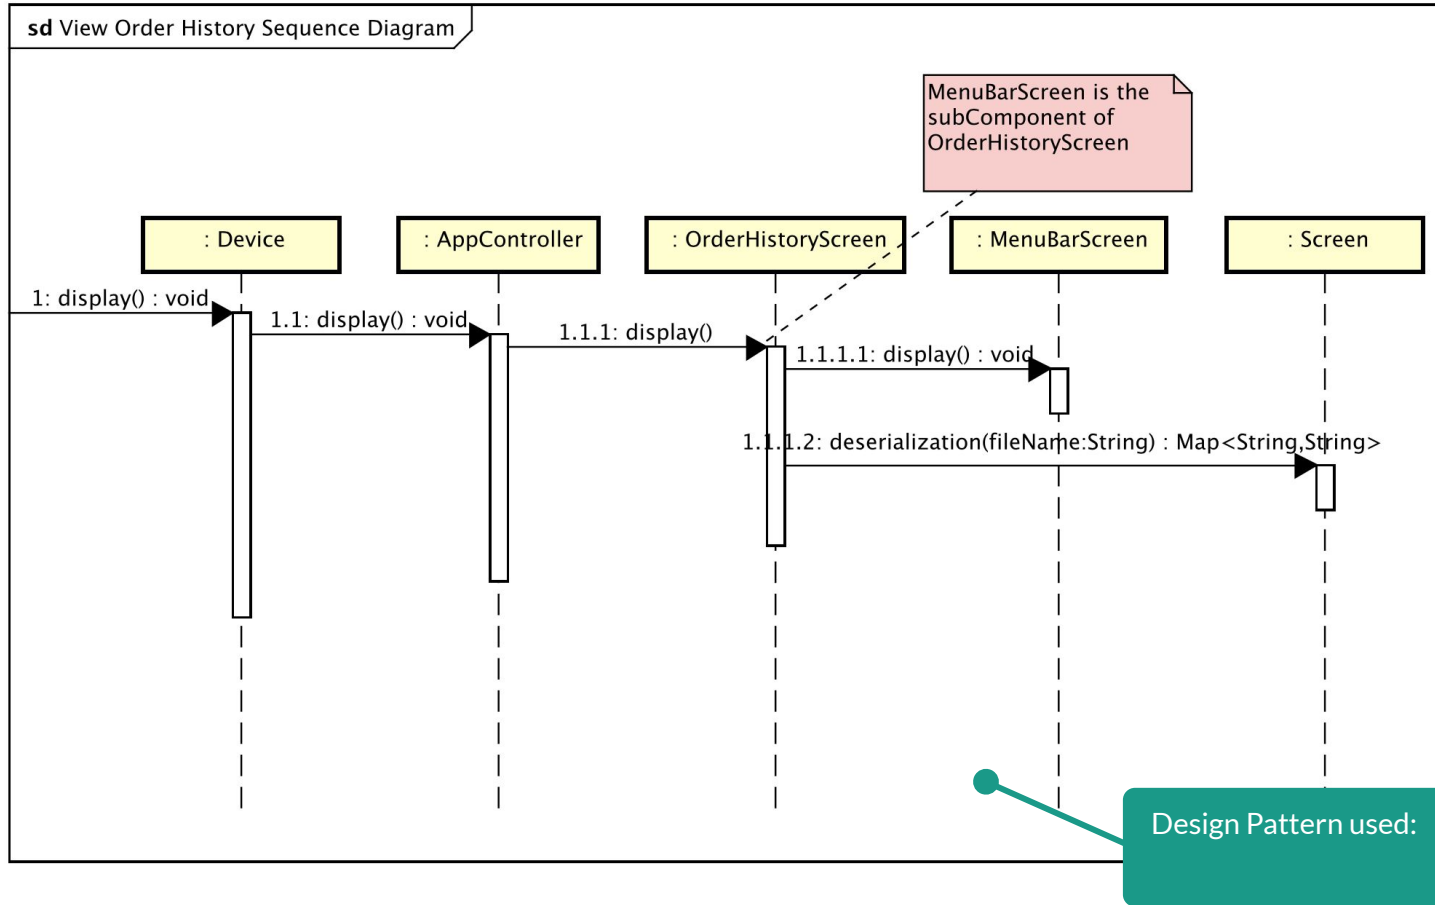 sd View Order History Sequence Diagram
MenuBarScreen is the
subComponent of
OrderHistoryScreen
: Device
: AppController
: OrderHistoryScreen
: MenuBarScreen
: Screen
1: display() : void
1.1: display() : void
1.1.1: display()
1.1.1.1: display() : void
1.1.1.2: deserialization(fileName:String) : Map<String,String>
Design Pattern used: